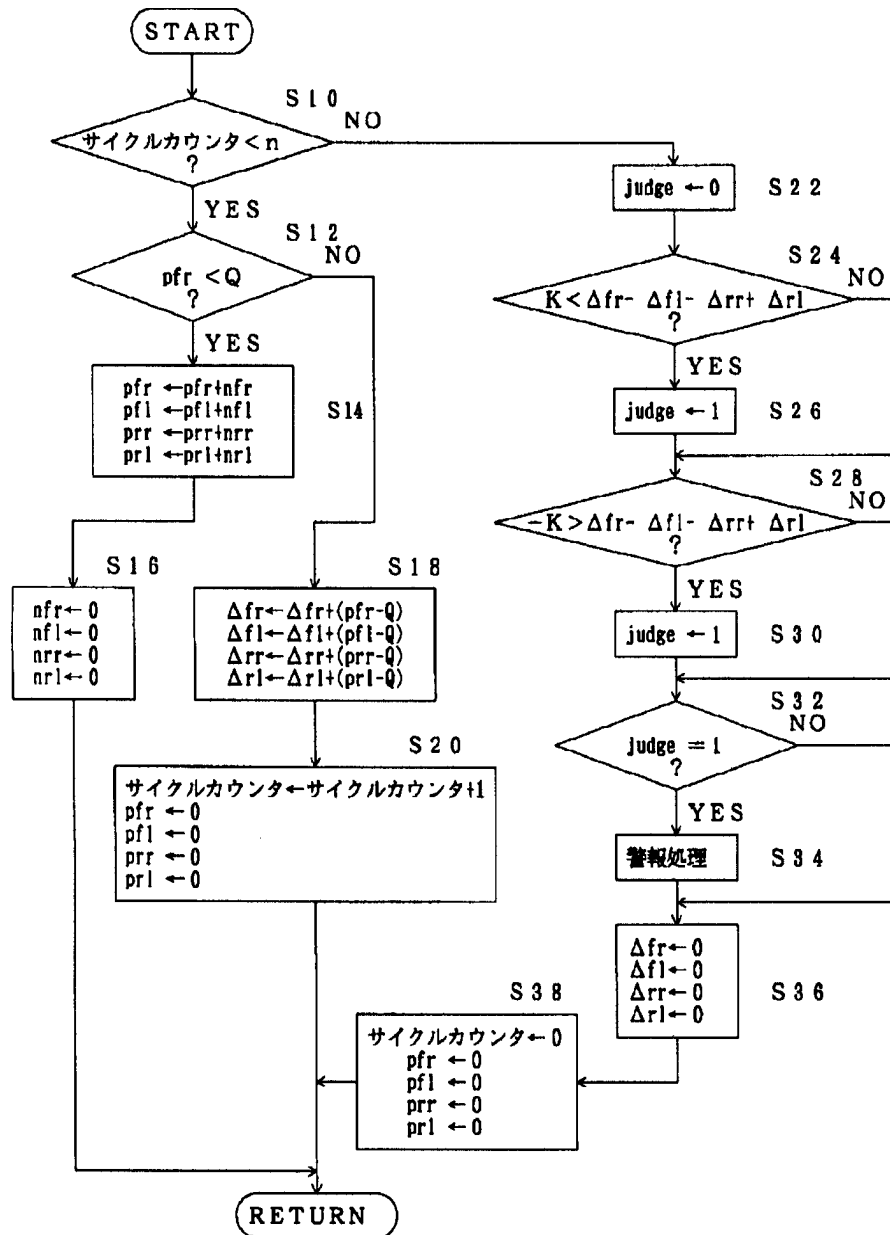 START
S10
サイクルカウンタ<n
?
NO
YES
S12
NO
pfr <Q
?
YES
pfr ←pfr+nfr
pfl ←pfl+nfl
prr ←prr+nrr
prl ←prl+nrl
S14
S16
nfr←0
nfl←0
nrr←0
nrl←0
S18
Δfr←Δfr+(pfr-Q)
Δfl←Δfl+(pfl-Q)
Δrr←Δrr+(prr-Q)
Δrl←Δrl+(prl-Q)
S20
サイクルカウンタ←サイクルカウンタ+1
pfr ←0
pfl ←0
prr ←0
prl ←0
judge ←0
S22
S24
NO
K<Δfr- Δfl- Δrr+ Δrl
?
YES
judge ←1
S26
S28
NO
-K>Δfr- Δfl- Δrr+ Δrl
?
YES
judge ←1
S30
S32
NO
judge =1
?
YES
警報処理
S34
Δfr←0
Δfl←0
Δrr←0
Δrl←0
S36
S38
サイクルカウンタ←0
pfr ←0
pfl ←0
prr ←0
prl ←0
RETURN